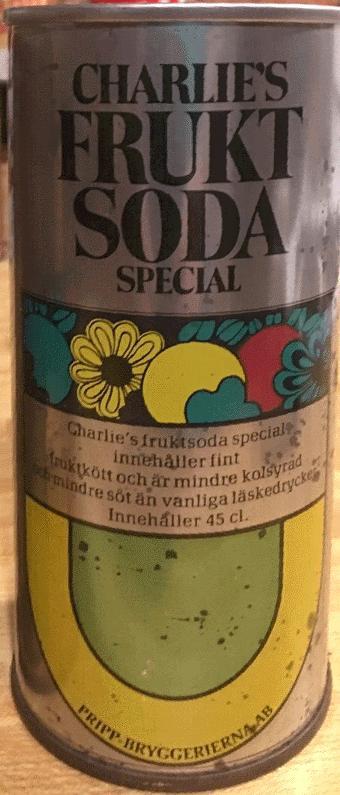 CHARLIE'S
FRUKT
SODA
SPECIAL
Charlie's fruktsoda special
innehåller fint
fruktkött och är mindre kolsyrad
och mindre söt än vanliga läskedrycker
Innehåller 45 cl.
PRIPP-BRYGGERIERNA AB